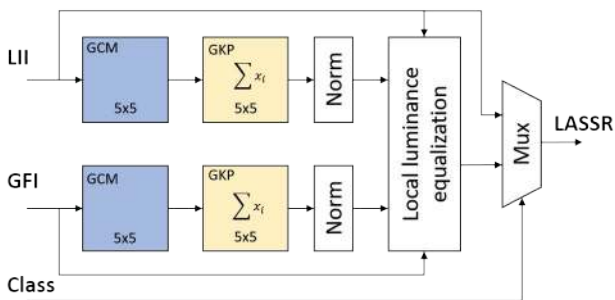 LII
GCM
5x5
GKP
∑ xᵢ
5x5
Norm
Local luminance
equalization
Mux
LASSR
GFI
GCM
5x5
GKP
∑ xᵢ
5x5
Norm
Class